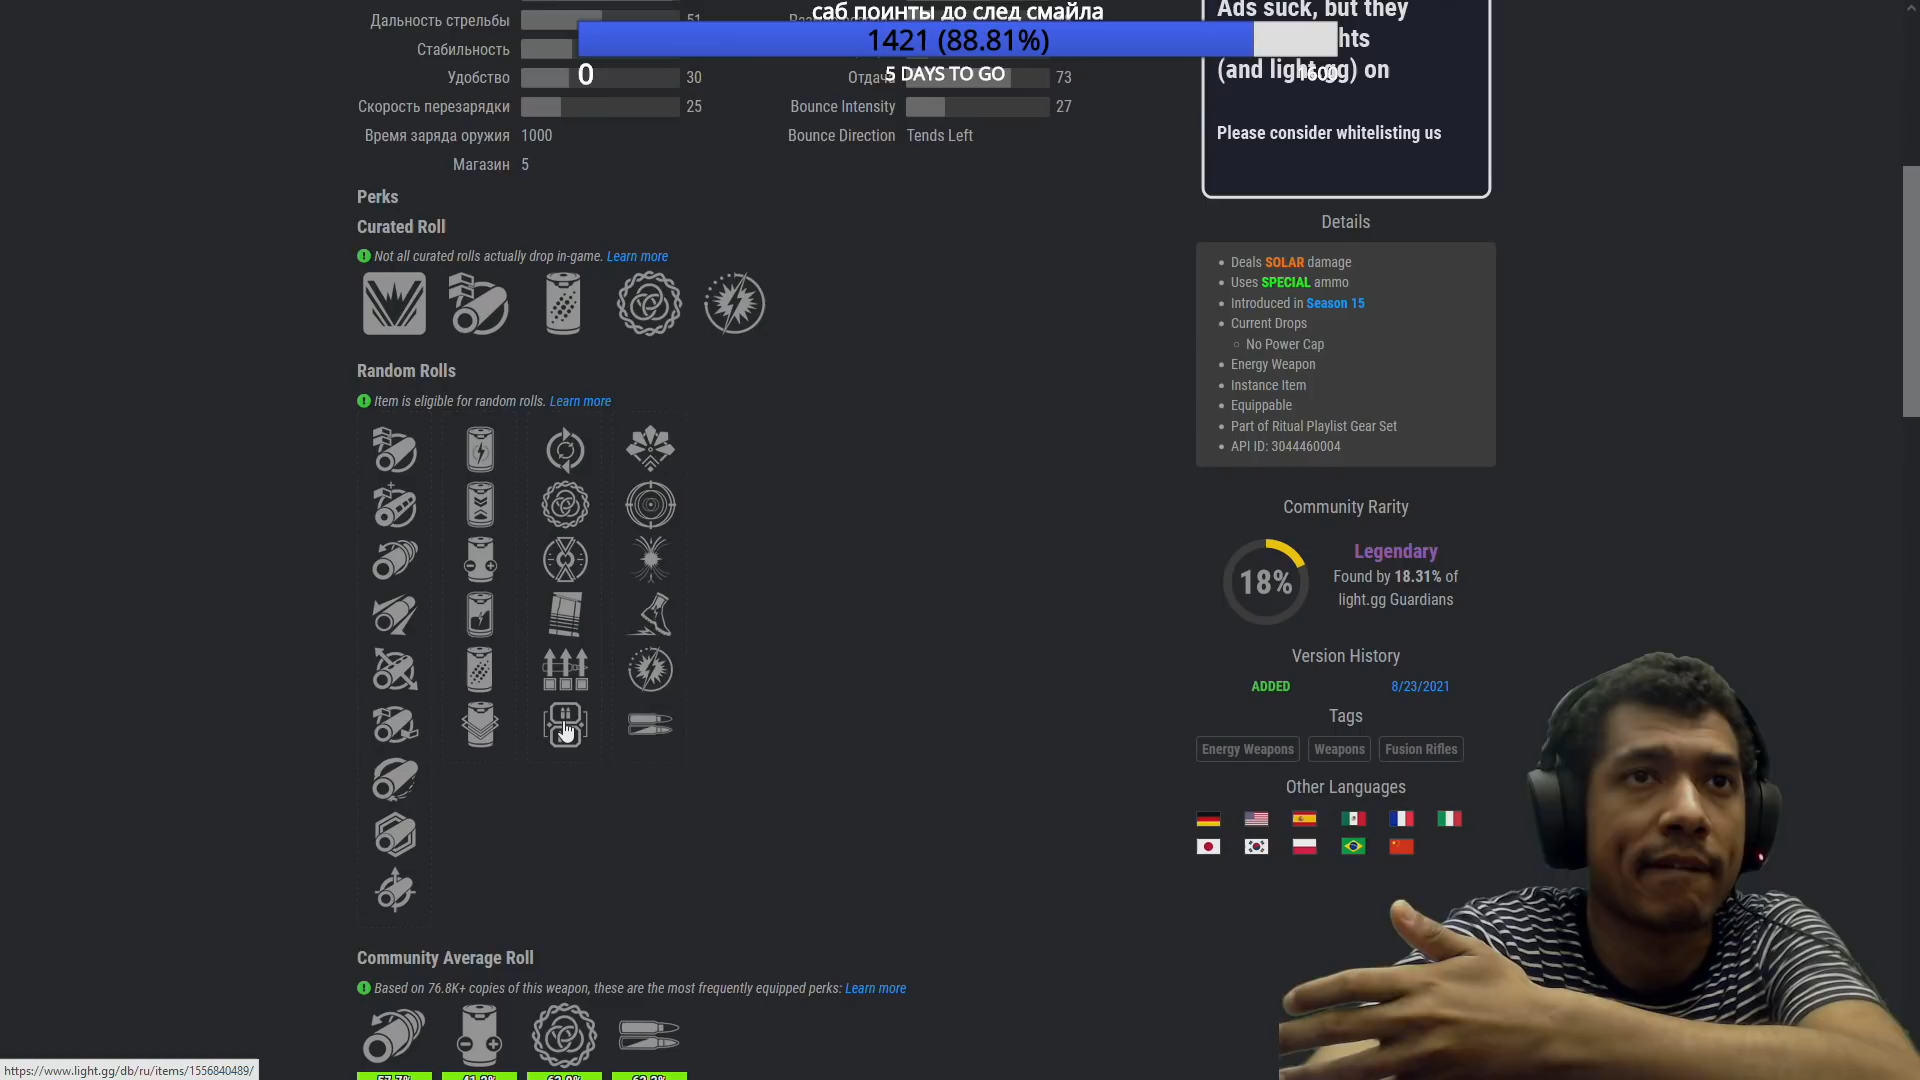 саб поинты до след смайла
1421 (88.81%)
0
5 DAYS TO GO
1600
Дальность стрельбы 51
Стабильность
Удобство 30
Скорость перезарядки 25
Время заряда оружия 1000
Магазин 5
Отдача 73
Bounce Intensity 27
Bounce Direction Tends Left
Perks
Curated Roll
Not all curated rolls actually drop in-game. Learn more
Random Rolls
Item is eligible for random rolls. Learn more
Community Average Roll
Based on 76.8K+ copies of this weapon, these are the most frequently equipped perks: Learn more
Ads suck, but they
(and light.gg) on
Please consider whitelisting us
Details
Deals SOLAR damage
Uses SPECIAL ammo
Introduced in Season 15
Current Drops
No Power Cap
Energy Weapon
Instance Item
Equippable
Part of Ritual Playlist Gear Set
API ID: 3044460004
Community Rarity
18%
Legendary
Found by 18.31% of
light.gg Guardians
Version History
ADDED 8/23/2021
Tags
Energy Weapons Weapons Fusion Rifles
Other Languages
https://www.light.gg/db/ru/items/1556840489/